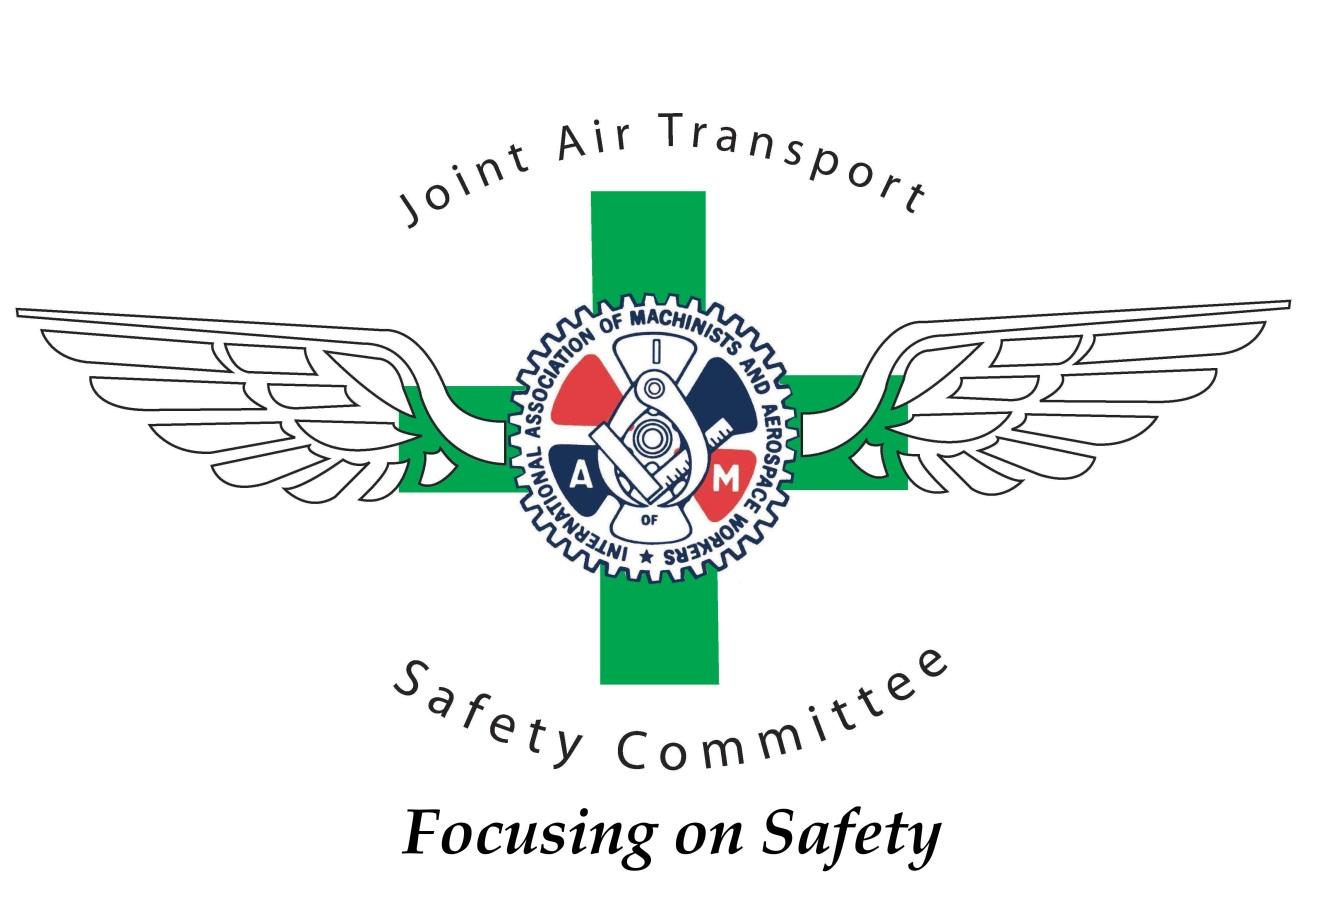 Joint Air Transport
INTERNATIONAL ASSOCIATION OF MACHINISTS AND AEROSPACE WORKERS ★
I
A
M
OF
Safety Committee
Focusing on Safety